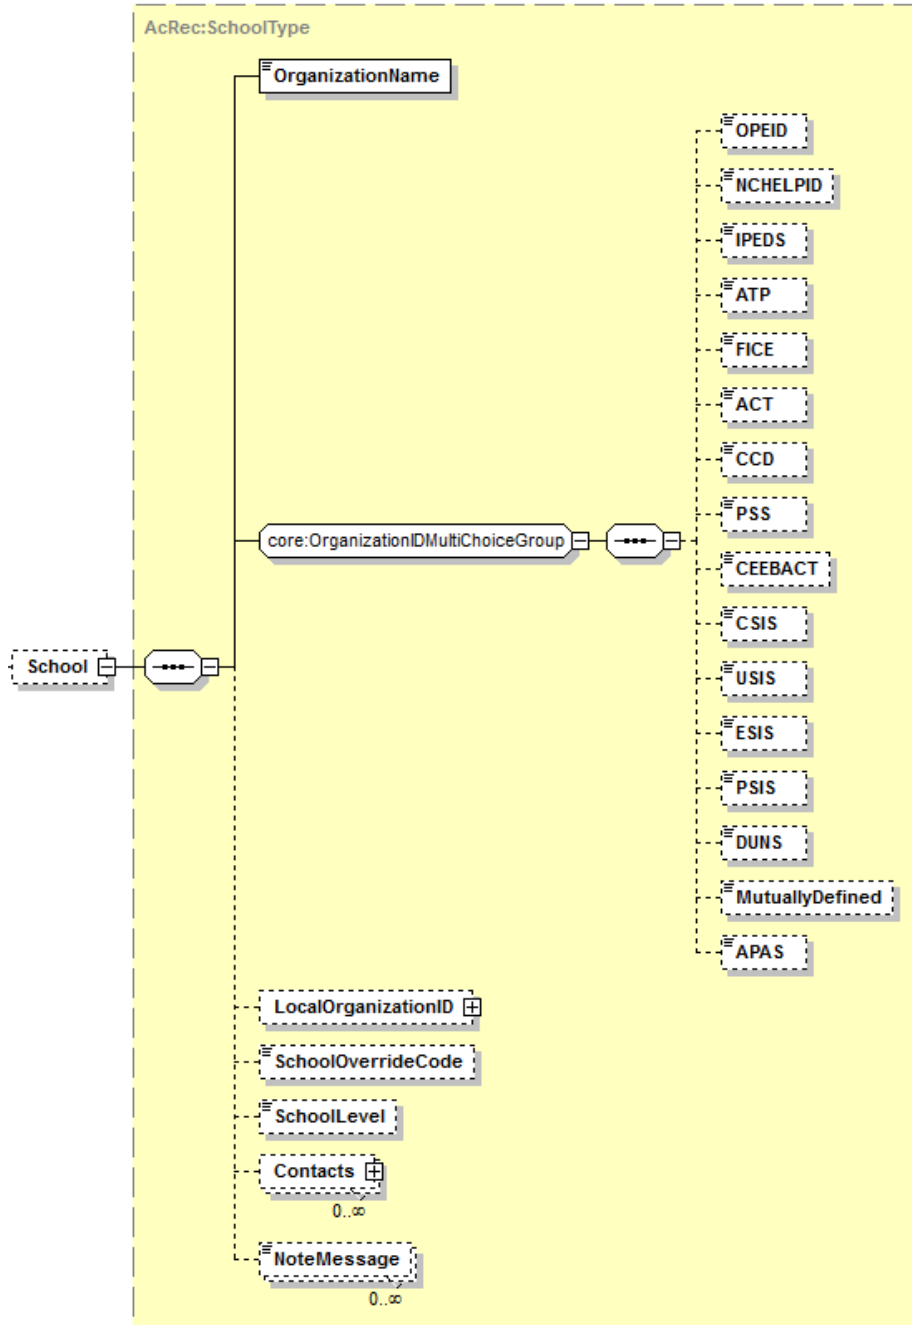 AcRec:SchoolType
OrganizationName
OPEID
NCHELPID
IPEDS
ATP
FICE
ACT
CCD
PSS
core:OrganizationIDMultiChoiceGroup
CEEBACT
CSIS
School
USIS
ESIS
PSIS
DUNS
MutuallyDefined
APAS
LocalOrganizationID
SchoolOverrideCode
SchoolLevel
Contacts
0..∞
NoteMessage
0..∞